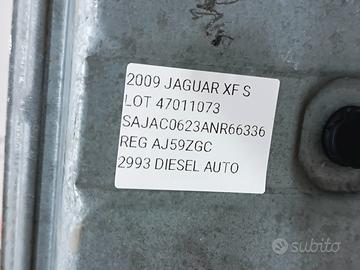 2009 JAGUAR XF S
LOT 47011073
SAJAC0623ANR66336
REG AJ59ZGC
2993 DIESEL AUTO
subito